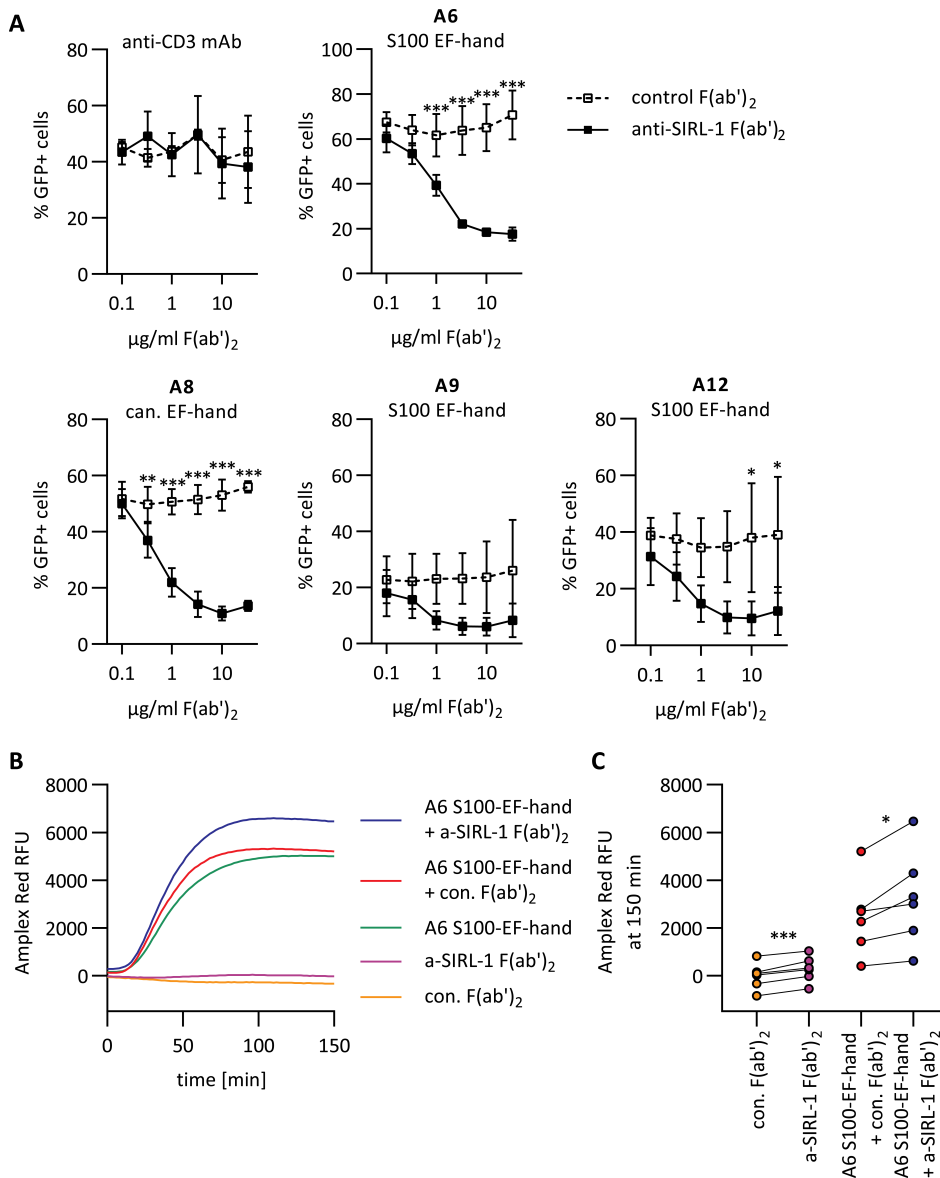 A
anti-CD3 mAb
% GFP+ cells
80
60
40
20
0
0.1
1
10
µg/ml F(ab')2
A6
S100 EF-hand
% GFP+ cells
100
80
60
40
20
0
***
***
***
***
0.1
1
10
µg/ml F(ab')2
control F(ab')2
anti-SIRL-1 F(ab')2
A8
can. EF-hand
% GFP+ cells
80
60
40
20
0
**
***
***
***
***
0.1
1
10
µg/ml F(ab')2
A9
S100 EF-hand
% GFP+ cells
80
60
40
20
0
0.1
1
10
µg/ml F(ab')2
A12
S100 EF-hand
% GFP+ cells
80
60
40
20
0
*
*
0.1
1
10
µg/ml F(ab')2
B
Amplex Red RFU
8000
6000
4000
2000
0
0
50
100
150
time [min]
A6 S100-EF-hand
+ a-SIRL-1 F(ab')2
A6 S100-EF-hand
+ con. F(ab')2
A6 S100-EF-hand
a-SIRL-1 F(ab')2
con. F(ab')2
C
Amplex Red RFU
at 150 min
8000
6000
4000
2000
0
***
*
con. F(ab')2
a-SIRL-1 F(ab')2
A6 S100-EF-hand
+ con. F(ab')2
A6 S100-EF-hand
+ a-SIRL-1 F(ab')2